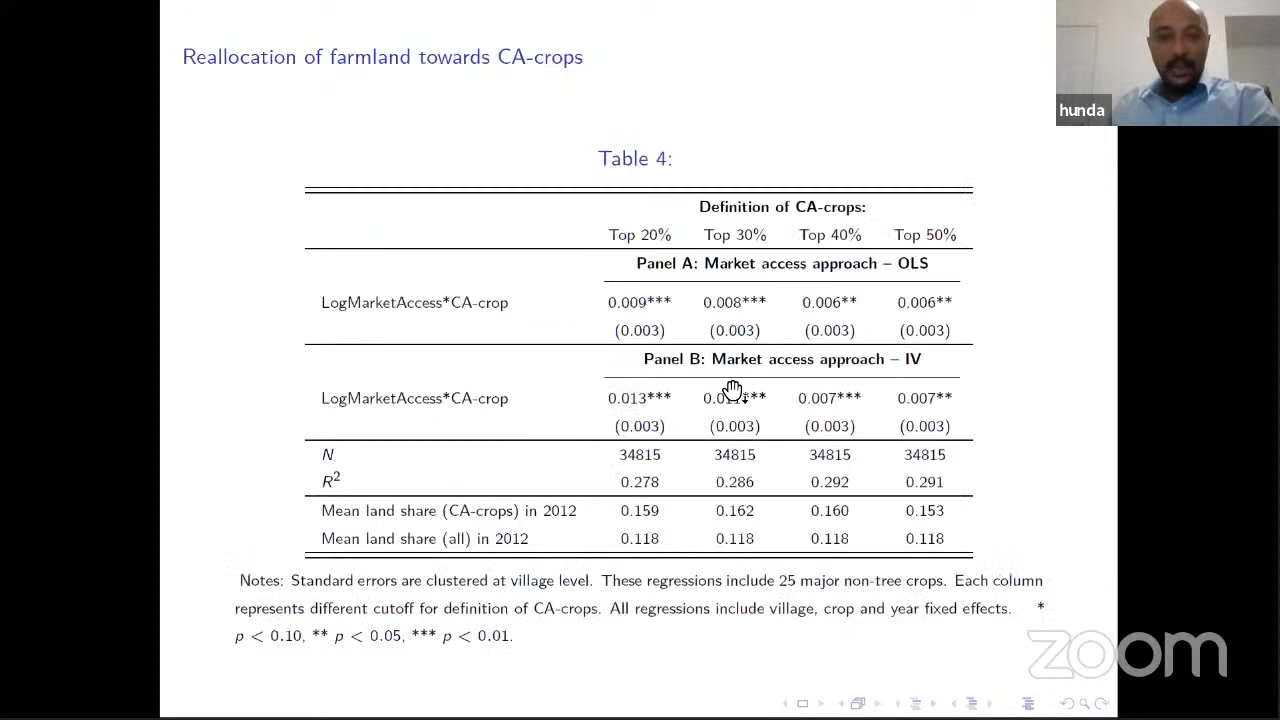 Reallocation of farmland towards CA-crops
hunda
Table 4:
Definition of CA-crops:
Top 20% Top 30% Top 40% Top 50%
Panel A: Market access approach – OLS
LogMarketAccess*CA-crop 0.009*** 0.008*** 0.006** 0.006**
(0.003) (0.003) (0.003) (0.003)
Panel B: Market access approach – IV
LogMarketAccess*CA-crop 0.013*** 0.007*** 0.007**
(0.003) (0.003) (0.003) (0.003)
N 34815 34815 34815 34815
R² 0.278 0.286 0.292 0.291
Mean land share (CA-crops) in 2012 0.159 0.162 0.160 0.153
Mean land share (all) in 2012 0.118 0.118 0.118 0.118
Notes: Standard errors are clustered at village level. These regressions include 25 major non-tree crops. Each column
represents different cutoff for definition of CA-crops. All regressions include village, crop and year fixed effects. *
p < 0.10, ** p < 0.05, *** p < 0.01.
zoom